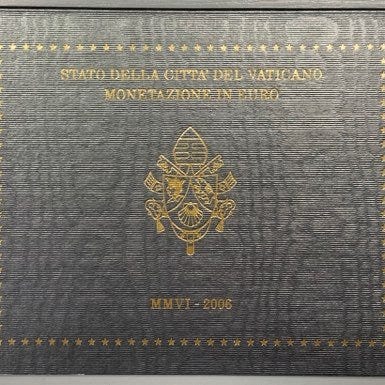 STATO DELLA CITTA' DEL VATICANO
MONETAZIONE IN EURO
MMVI - 2006